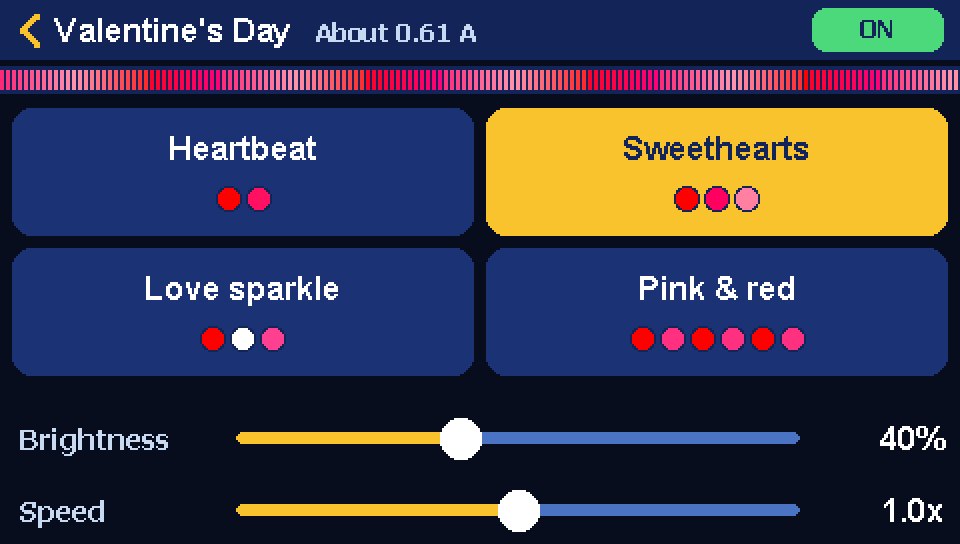 Valentine's Day About 0.61 A ON
Heartbeat
Sweethearts
Love sparkle
Pink & red
Brightness 40%
Speed 1.0x